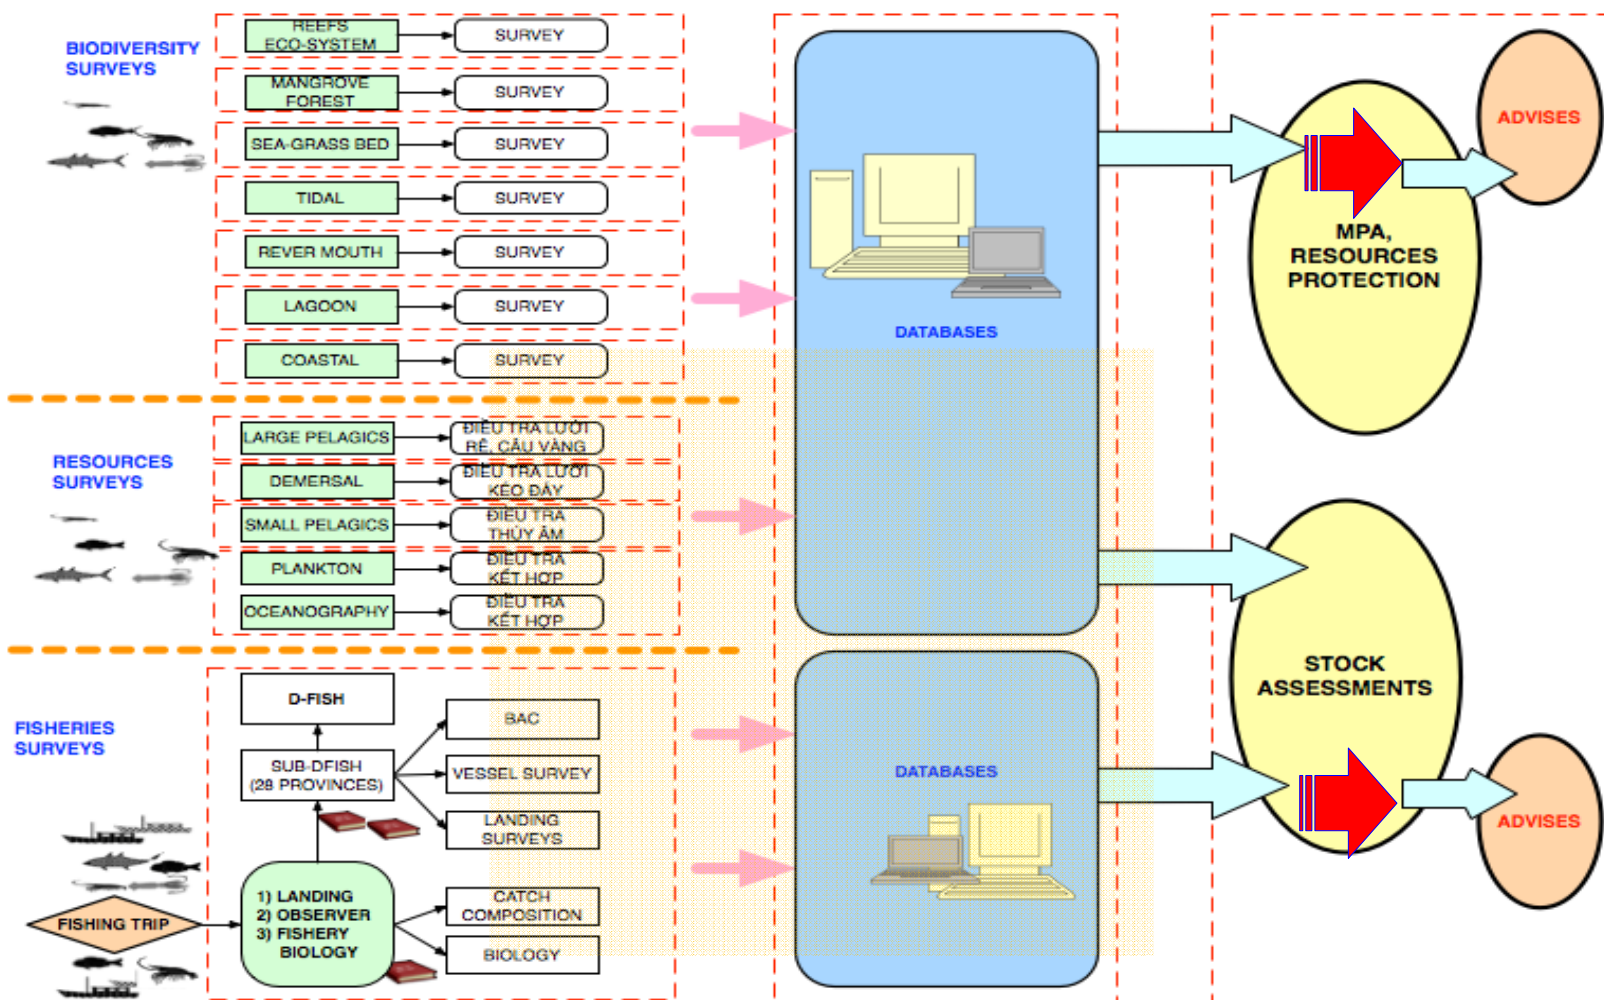 BIODIVERSITY
SURVEYS
REEFS
ECO-SYSTEM
SURVEY
MANGROVE
FOREST
SURVEY
SEA-GRASS BED
SURVEY
TIDAL
SURVEY
REVER MOUTH
SURVEY
LAGOON
SURVEY
COASTAL
SURVEY
RESOURCES
SURVEYS
LARGE PELAGICS
ĐIỀU TRA LƯỚI
RÊ, CÂU VÀNG
DEMERSAL
ĐIỀU TRA LƯỚI
KÉO ĐÁY
SMALL PELAGICS
ĐIỀU TRA
THỦY ÂM
PLANKTON
ĐIỀU TRA
KẾT HỢP
OCEANOGRAPHY
ĐIỀU TRA
KẾT HỢP
FISHERIES
SURVEYS
D-FISH
SUB-DFISH
(28 PROVINCES)
BAC
VESSEL SURVEY
LANDING
SURVEYS
FISHING TRIP
1) LANDING
2) OBSERVER
3) FISHERY
BIOLOGY
CATCH
COMPOSITION
BIOLOGY
DATABASES
DATABASES
MPA,
RESOURCES
PROTECTION
ADVISES
STOCK
ASSESSMENTS
ADVISES